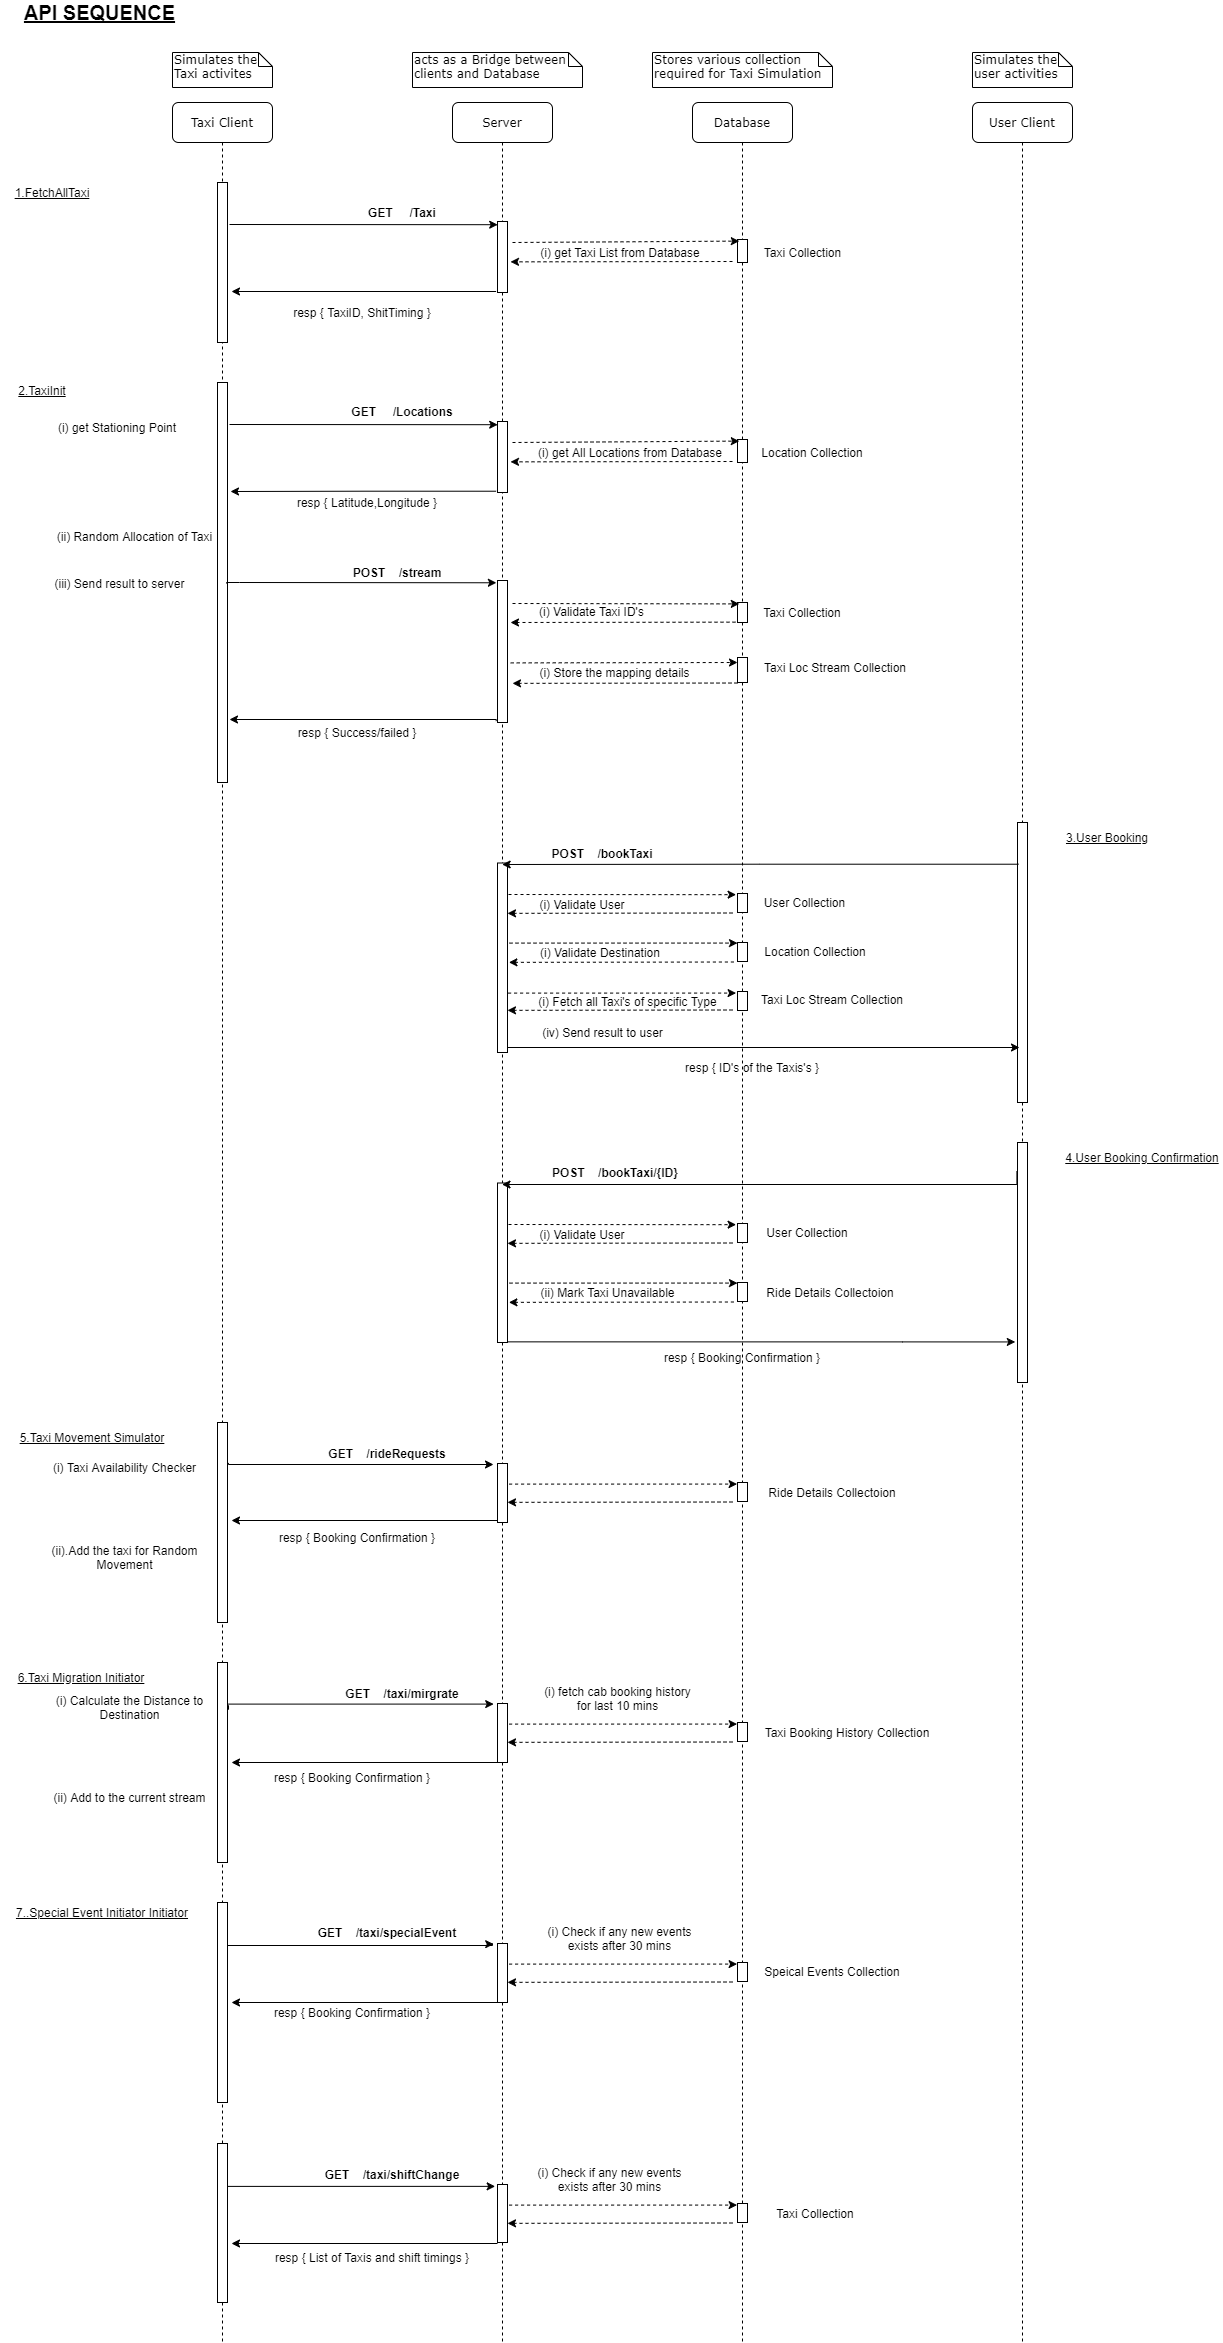 API SEQUENCE
Simulates the
Taxi activites
acts as a Bridge between
clients and Database
Stores various collection
required for Taxi Simulation
Simulates the
user activities
Taxi Client
Server
Database
User Client
1.FetchAllTaxi
GET /Taxi
(i) get Taxi List from Database
Taxi Collection
resp { TaxiID, ShitTiming }
2.TaxiInit
GET /Locations
(i) get Stationing Point
(i) get All Locations from Database
Location Collection
resp { Latitude,Longitude }
(ii) Random Allocation of Taxi
POST /stream
(iii) Send result to server
(i) Validate Taxi ID's
Taxi Collection
(i) Store the mapping details
Taxi Loc Stream Collection
resp { Success/failed }
3.User Booking
POST /bookTaxi
(i) Validate User
User Collection
(i) Validate Destination
Location Collection
(i) Fetch all Taxi's of specific Type
Taxi Loc Stream Collection
(iv) Send result to user
resp { ID's of the Taxis's }
4.User Booking Confirmation
POST /bookTaxi/{ID}
(i) Validate User
User Collection
(ii) Mark Taxi Unavailable
Ride Details Collectoion
resp { Booking Confirmation }
5.Taxi Movement Simulator
GET /rideRequests
(i) Taxi Availability Checker
Ride Details Collectoion
resp { Booking Confirmation }
(ii).Add the taxi for Random
Movement
6.Taxi Migration Initiator
GET /taxi/mirgrate
(i) fetch cab booking history
for last 10 mins
(i) Calculate the Distance to
Destination
Taxi Booking History Collection
resp { Booking Confirmation }
(ii) Add to the current stream
7..Special Event Initiator Initiator
GET /taxi/specialEvent
(i) Check if any new events
exists after 30 mins
Speical Events Collection
resp { Booking Confirmation }
GET /taxi/shiftChange
(i) Check if any new events
exists after 30 mins
Taxi Collection
resp { List of Taxis and shift timings }